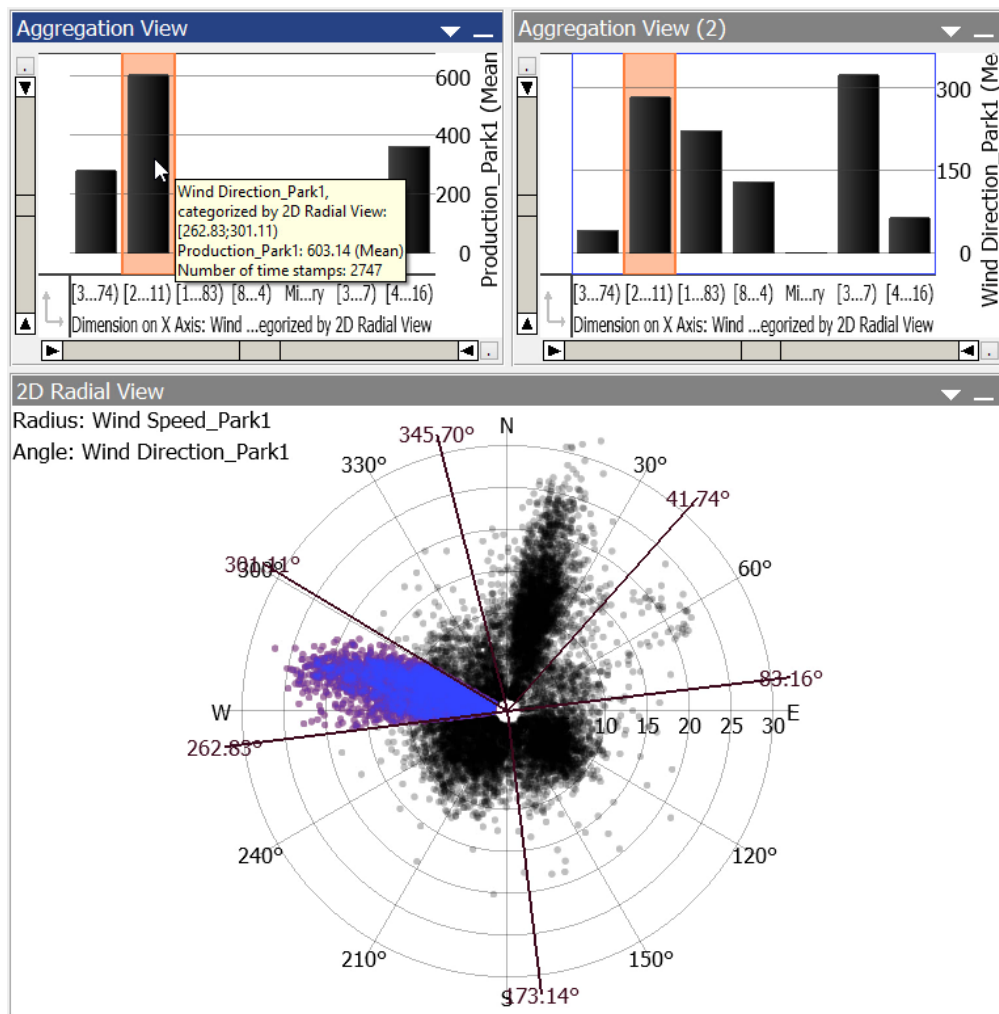 Aggregation View
600
400
200
0
Production_Park1 (Mean
Wind Direction_Park1,
categorized by 2D Radial View:
[262.83;301.11)
Production_Park1: 603.14 (Mean)
Number of time stamps: 2747
[3...74) [2...11) [1...83) [8...4) Mi...ry [3...7) [4...16)
Dimension on X Axis: Wind ...egorized by 2D Radial View
Aggregation View (2)
300
150
0
Wind Direction_Park1 (Me
[3...74) [2...11) [1...83) [8...4) Mi...ry [3...7) [4...16)
Dimension on X Axis: Wind ...egorized by 2D Radial View
2D Radial View
Radius: Wind Speed_Park1
Angle: Wind Direction_Park1
N
345.70°
330°
30°
41.74°
301.11°
300°
60°
83.16°
W
10 15 20 25 30 E
262.83°
240°
120°
210°
150°
S
173.14°